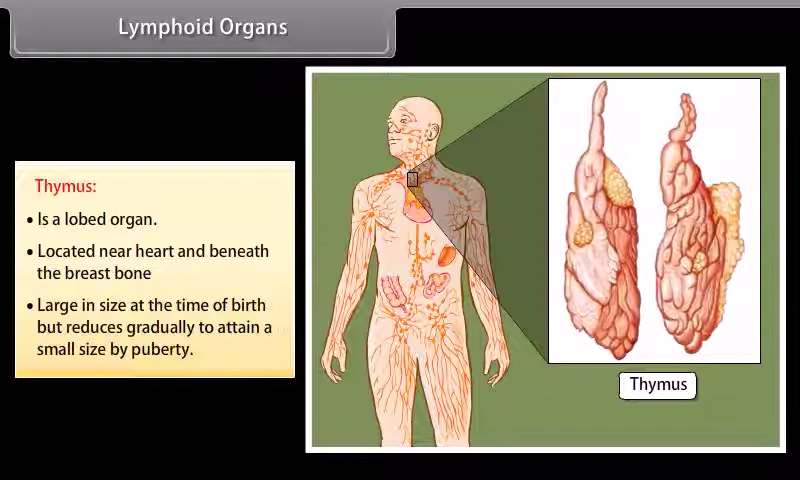 Lymphoid Organs
Thymus:
• Is a lobed organ.
• Located near heart and beneath
the breast bone
• Large in size at the time of birth
but reduces gradually to attain a
small size by puberty.
Thymus